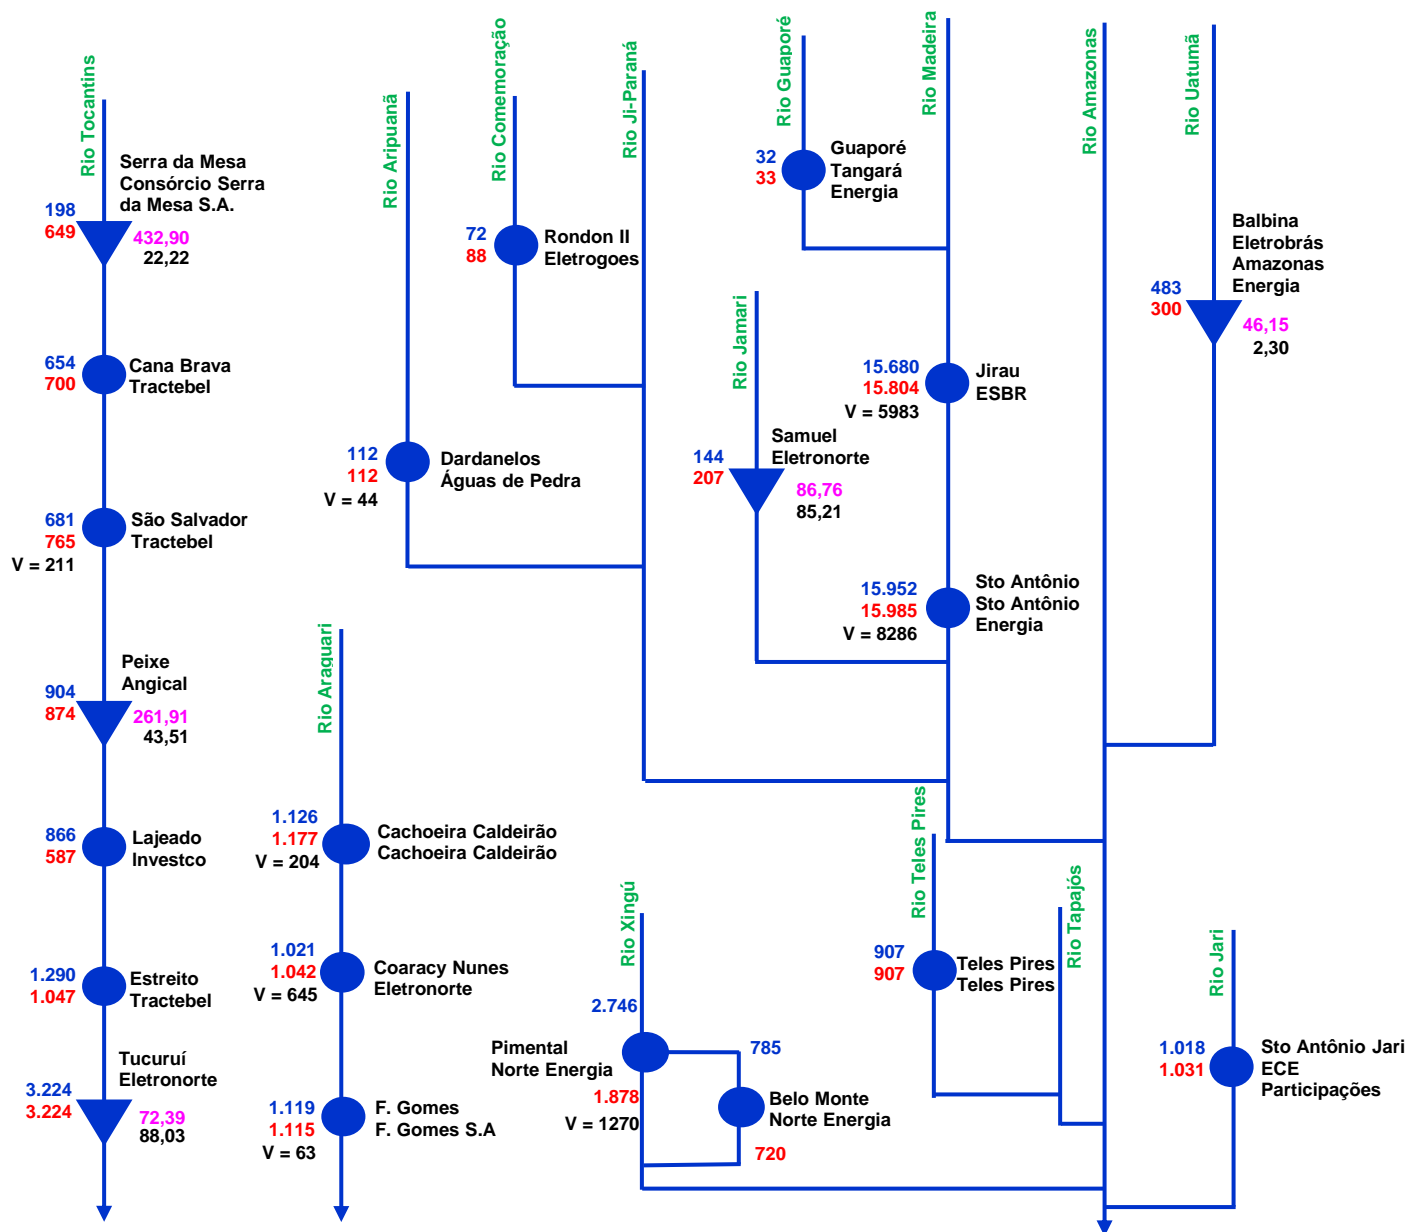 Rio Tocantins
Serra da Mesa
Consórcio Serra
da Mesa S.A.
198
649
432,90
22,22
654
700
Cana Brava
Tractebel
681
765
V = 211
São Salvador
Tractebel
Peixe
Angical
904
874
261,91
43,51
866
587
Lajeado
Investco
1.290
1.047
Estreito
Tractebel
Tucuruí
Eletronorte
3.224
3.224
72,39
88,03
Rio Araguari
1.126
1.177
V = 204
Cachoeira Caldeirão
Cachoeira Caldeirão
1.021
1.042
V = 645
Coaracy Nunes
Eletronorte
1.119
1.115
V = 63
F. Gomes
F. Gomes S.A
Rio Aripuanã
112
112
V = 44
Dardanelos
Águas de Pedra
Rio Comemoração
72
88
Rondon II
Eletrogoes
Rio Ji-Paraná
Rio Guaporé
32
33
Guaporé
Tangará
Energia
Rio Jamari
144
207
Samuel
Eletronorte
86,76
85,21
Rio Madeira
15.680
15.804
V = 5983
Jirau
ESBR
15.952
15.985
V = 8286
Sto Antônio
Sto Antônio
Energia
Rio Amazonas
Rio Uatumã
Balbina
Eletrobrás
Amazonas
Energia
483
300
46,15
2,30
Rio Xingú
2.746
Pimental
Norte Energia
1.878
V = 1270
785
Belo Monte
Norte Energia
720
Rio Teles Pires
907
907
Teles Pires
Teles Pires
Rio Tapajós
Rio Jari
1.018
1.031
Sto Antônio Jari
ECE
Participações